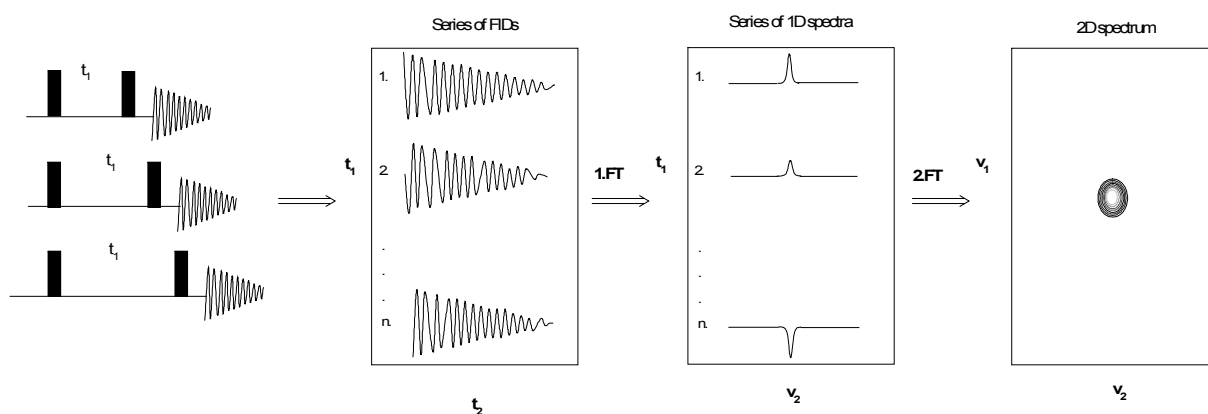 t1
t1
t1
Series of FIDs
t1
1.
2.
.
.
.
n.
t2
1.FT
Series of 1D spectra
t1
1.
2.
.
.
.
n.
v2
2.FT
2D spectrum
v1
v2